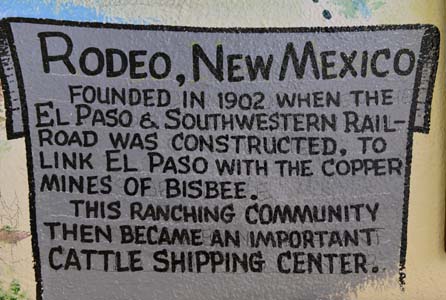 RODEO, NEW MEXICO
FOUNDED IN 1902 WHEN THE
EL PASO & SOUTHWESTERN RAIL-
ROAD WAS CONSTRUCTED, TO
LINK EL PASO WITH THE COPPER
MINES OF BISBEE.
THIS RANCHING COMMUNITY
THEN BECAME AN IMPORTANT
CATTLE SHIPPING CENTER.